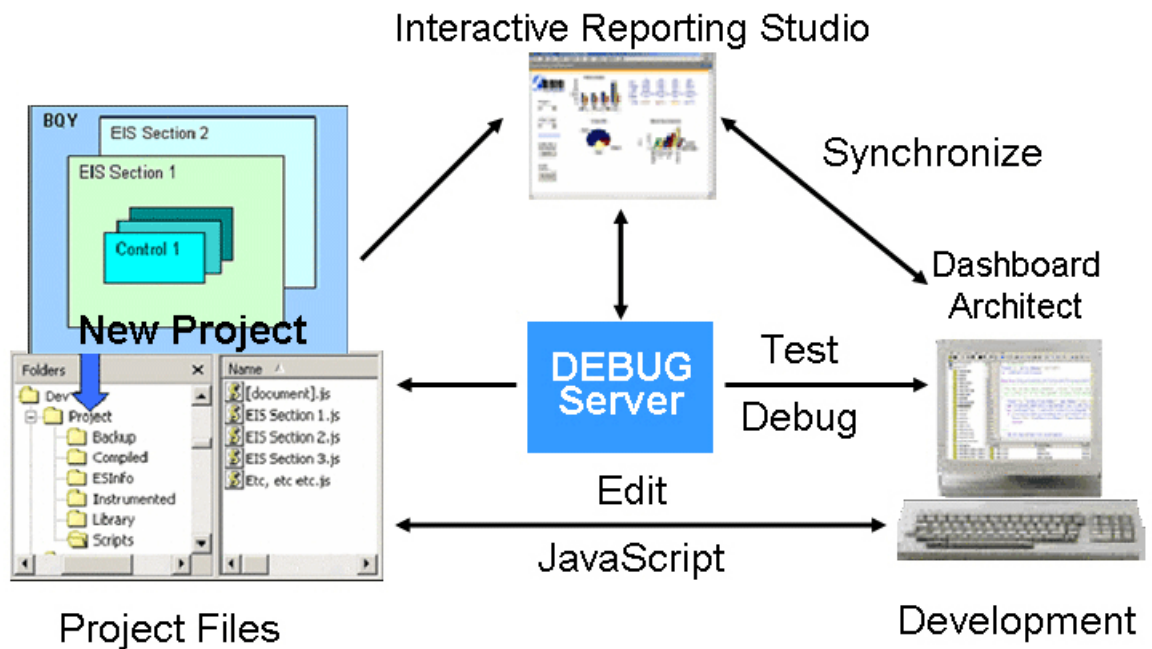 Interactive Reporting Studio
BQY
EIS Section 2
EIS Section 1
Control 1
New Project
Synchronize
Dashboard
Architect
DEBUG
Server
Test
Debug
Folders
Dev
Project
Backup
Compiled
ESInfo
Instrumented
Library
Scripts
Name
[document].js
EIS Section 1.js
EIS Section 2.js
EIS Section 3.js
Etc, etc etc.js
Edit
JavaScript
Project Files
Development